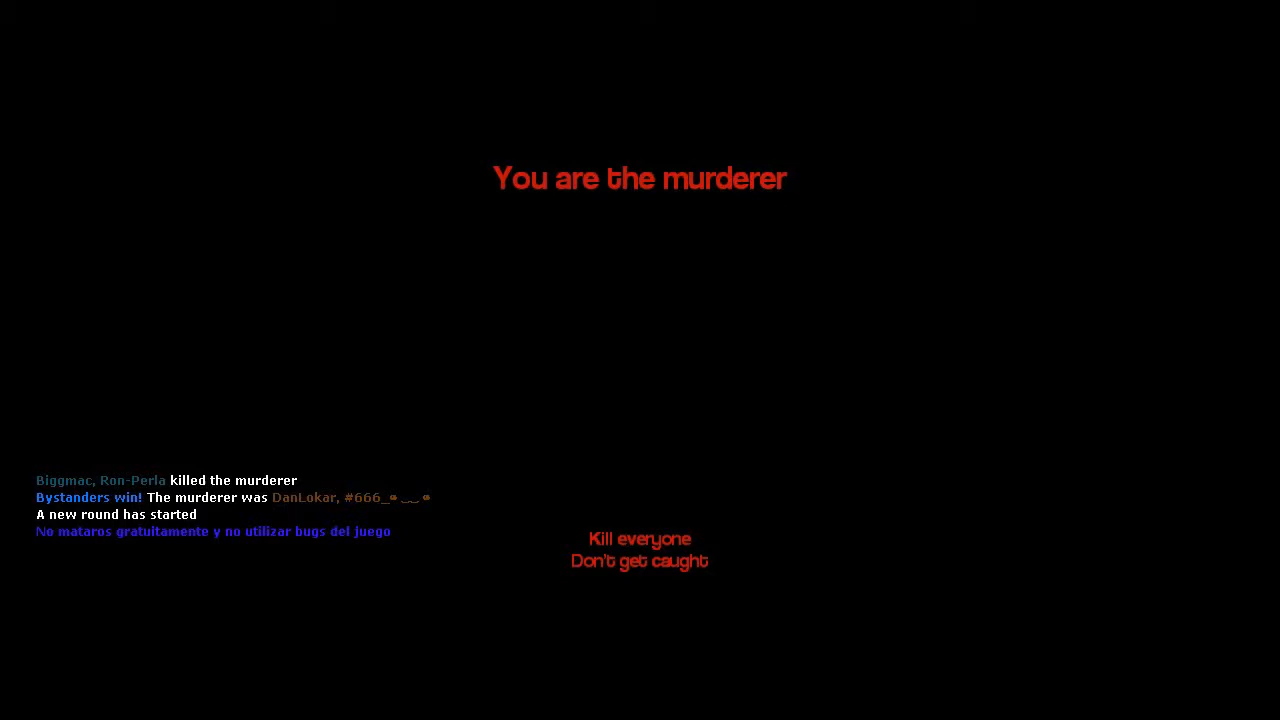 You are the murderer
Biggmac, Ron-Perla killed the murderer
Bystanders win! The murderer was DanLokar, #666_
A new round has started
No mataros gratuitamente y no utilizar bugs del juego
Kill everyone
Don't get caught